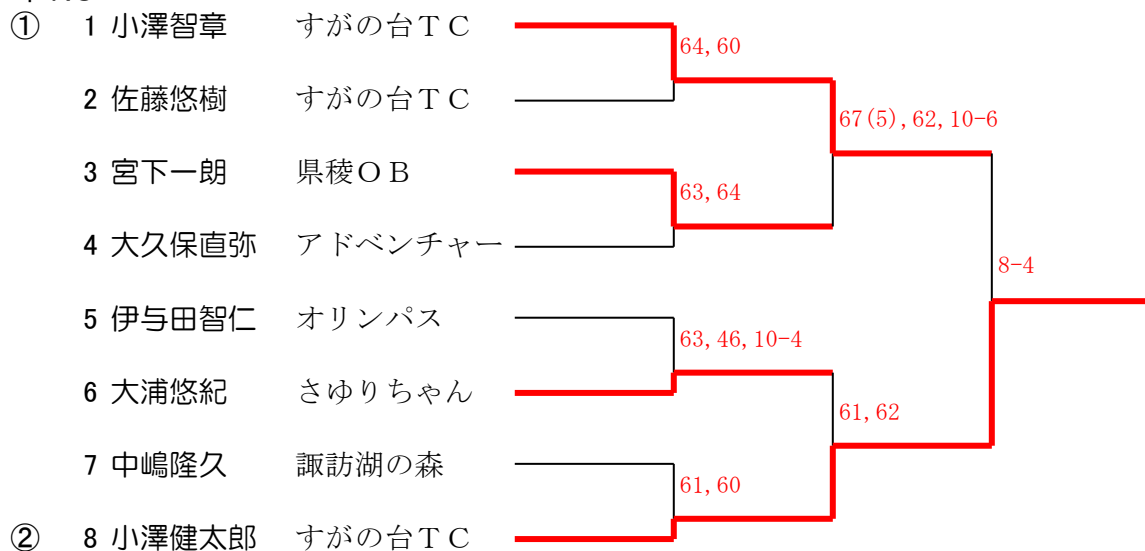 ① 1 小澤智章 すがの台TC
64, 60
2 佐藤悠樹 すがの台TC
67(5), 62, 10-6
3 宮下一朗 県稜OB
63, 64
4 大久保直弥 アドベンチャー
8-4
5 伊与田智仁 オリンパス
63, 46, 10-4
6 大浦悠紀 さゆりちゃん
61, 62
7 中嶋隆久 諏訪湖の森
61, 60
② 8 小澤健太郎 すがの台TC